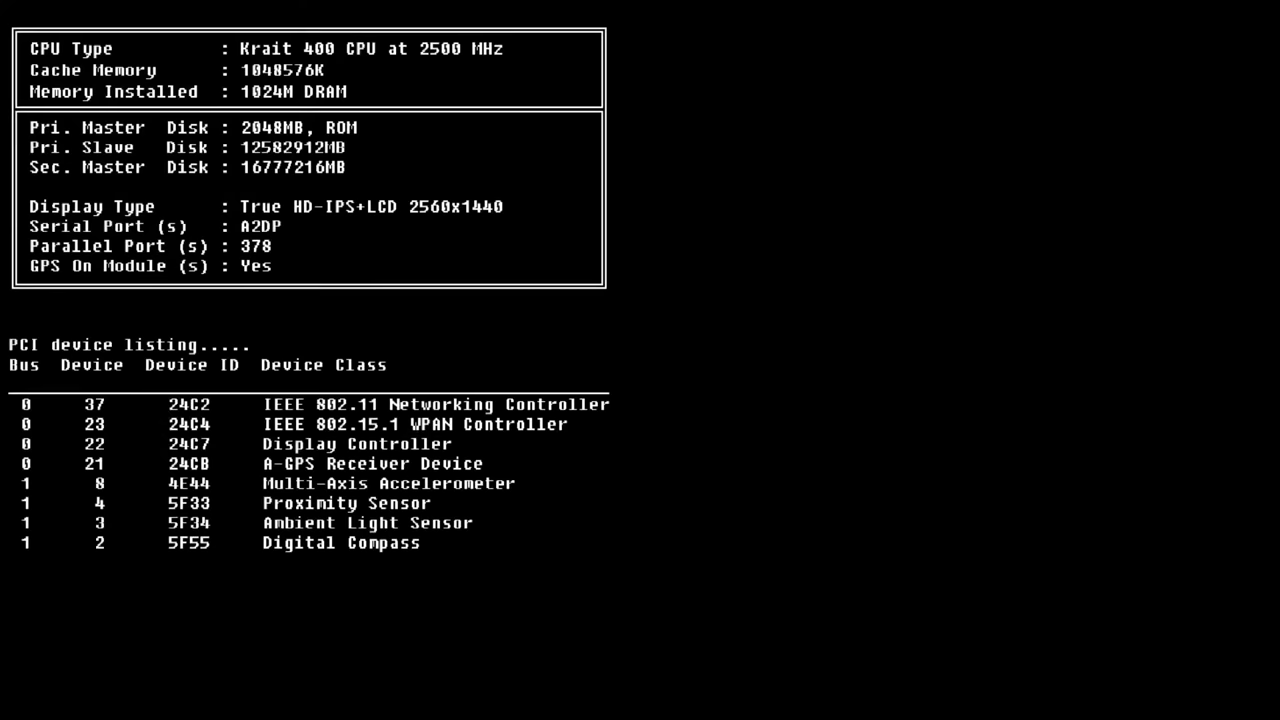 CPU Type : Krait 400 CPU at 2500 MHz
Cache Memory : 1048576K
Memory Installed : 1024M DRAM
Pri. Master Disk : 2048MB, ROM
Pri. Slave Disk : 12582912MB
Sec. Master Disk : 16777216MB
Display Type : True HD-IPS+LCD 2560x1440
Serial Port (s) : A2DP
Parallel Port (s) : 378
GPS On Module (s) : Yes
PCI device listing.....
Bus Device Device ID Device Class
0 37 24C2 IEEE 802.11 Networking Controller
0 23 24C4 IEEE 802.15.1 WPAN Controller
0 22 24C7 Display Controller
0 21 24CB A-GPS Receiver Device
1 8 4E44 Multi-Axis Accelerometer
1 4 5F33 Proximity Sensor
1 3 5F34 Ambient Light Sensor
1 2 5F55 Digital Compass